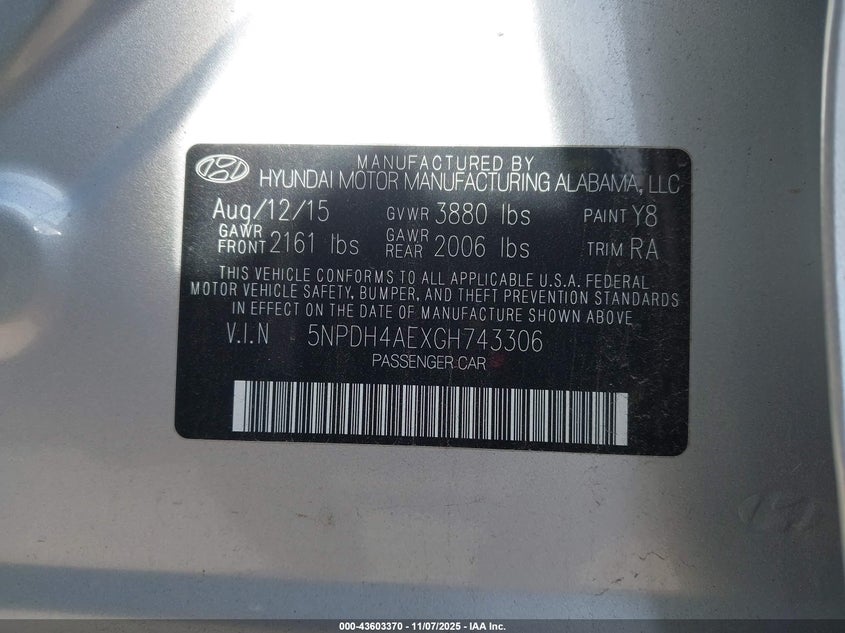 MANUFACTURED BY
HYUNDAI MOTOR MANUFACTURING ALABAMA, LLC
Aug/12/15 GVWR 3880 lbs PAINT Y8
GAWR FRONT 2161 lbs GAWR REAR 2006 lbs TRIM RA
THIS VEHICLE CONFORMS TO ALL APPLICABLE U.S.A. FEDERAL
MOTOR VEHICLE SAFETY, BUMPER, AND THEFT PREVENTION STANDARDS
IN EFFECT ON THE DATE OF MANUFACTURE SHOWN ABOVE.
V.I.N 5NPDH4AEXGH743306
PASSENGER CAR
000-43603370 - 11/07/2025 - IAA Inc.